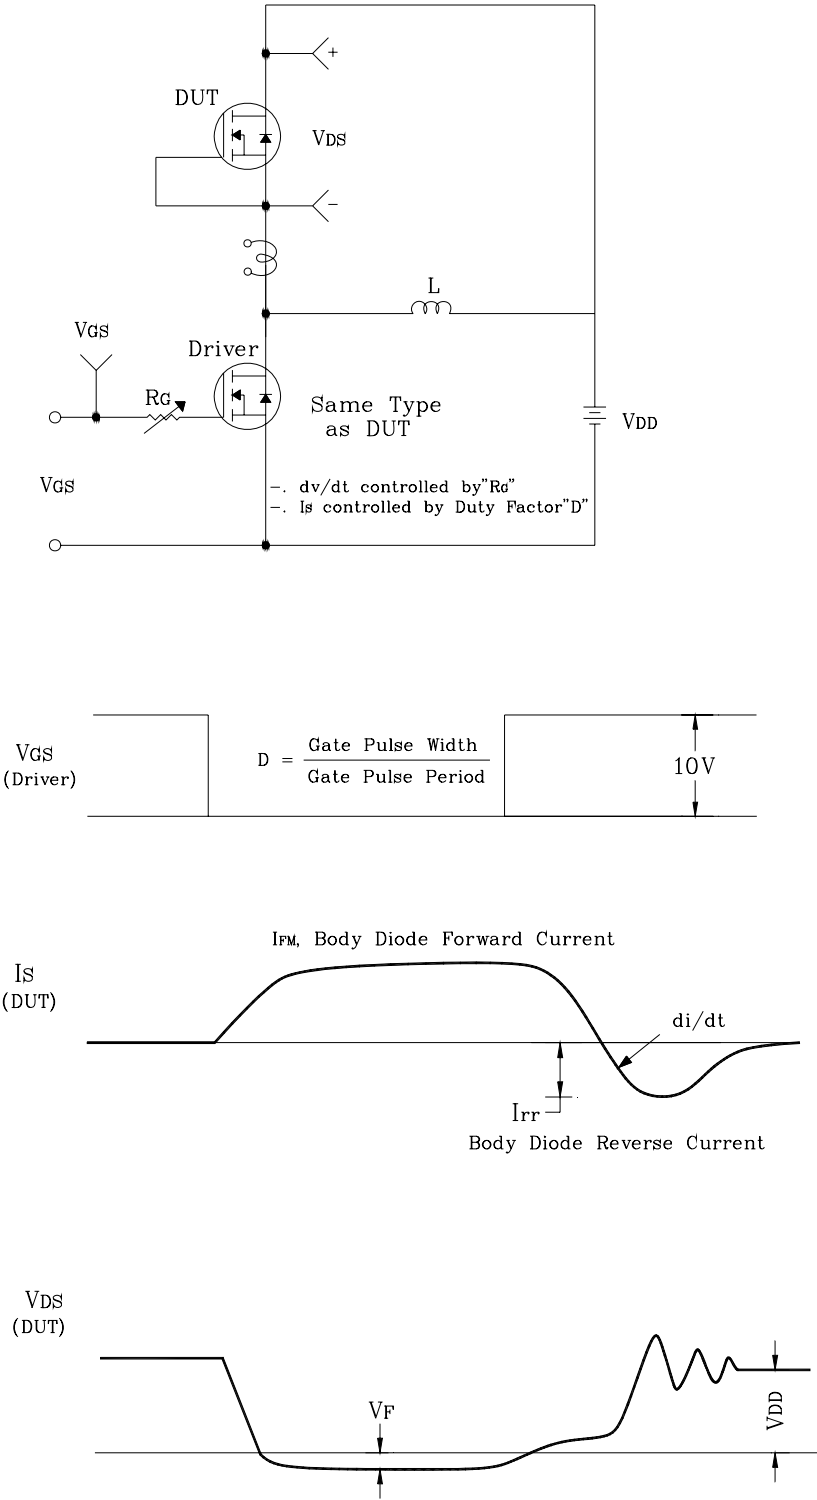 +
DUT
VDS
-
L
VGS
Driver
RG
Same Type
as DUT
VDD
VGS
-. dv/dt controlled by"RG"
-. IS controlled by Duty Factor"D"
VGS
(Driver)
D = Gate Pulse Width
Gate Pulse Period
10V
IFM, Body Diode Forward Current
IS
(DUT)
di/dt
Irr
Body Diode Reverse Current
VDS
(DUT)
VF
VDD